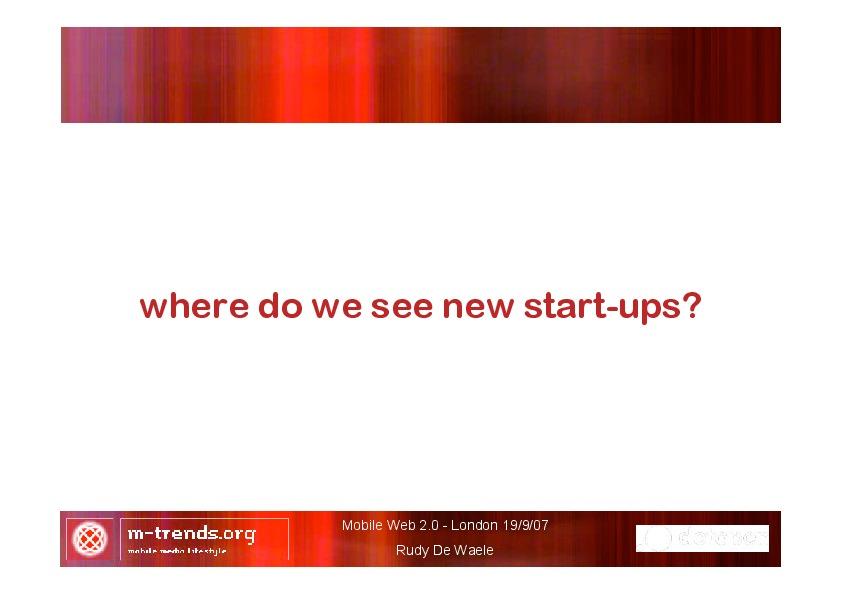 where do we see new start-ups?
m-trends.org
mobile media lifestyle
Mobile Web 2.0 - London 19/9/07
Rudy De Waele